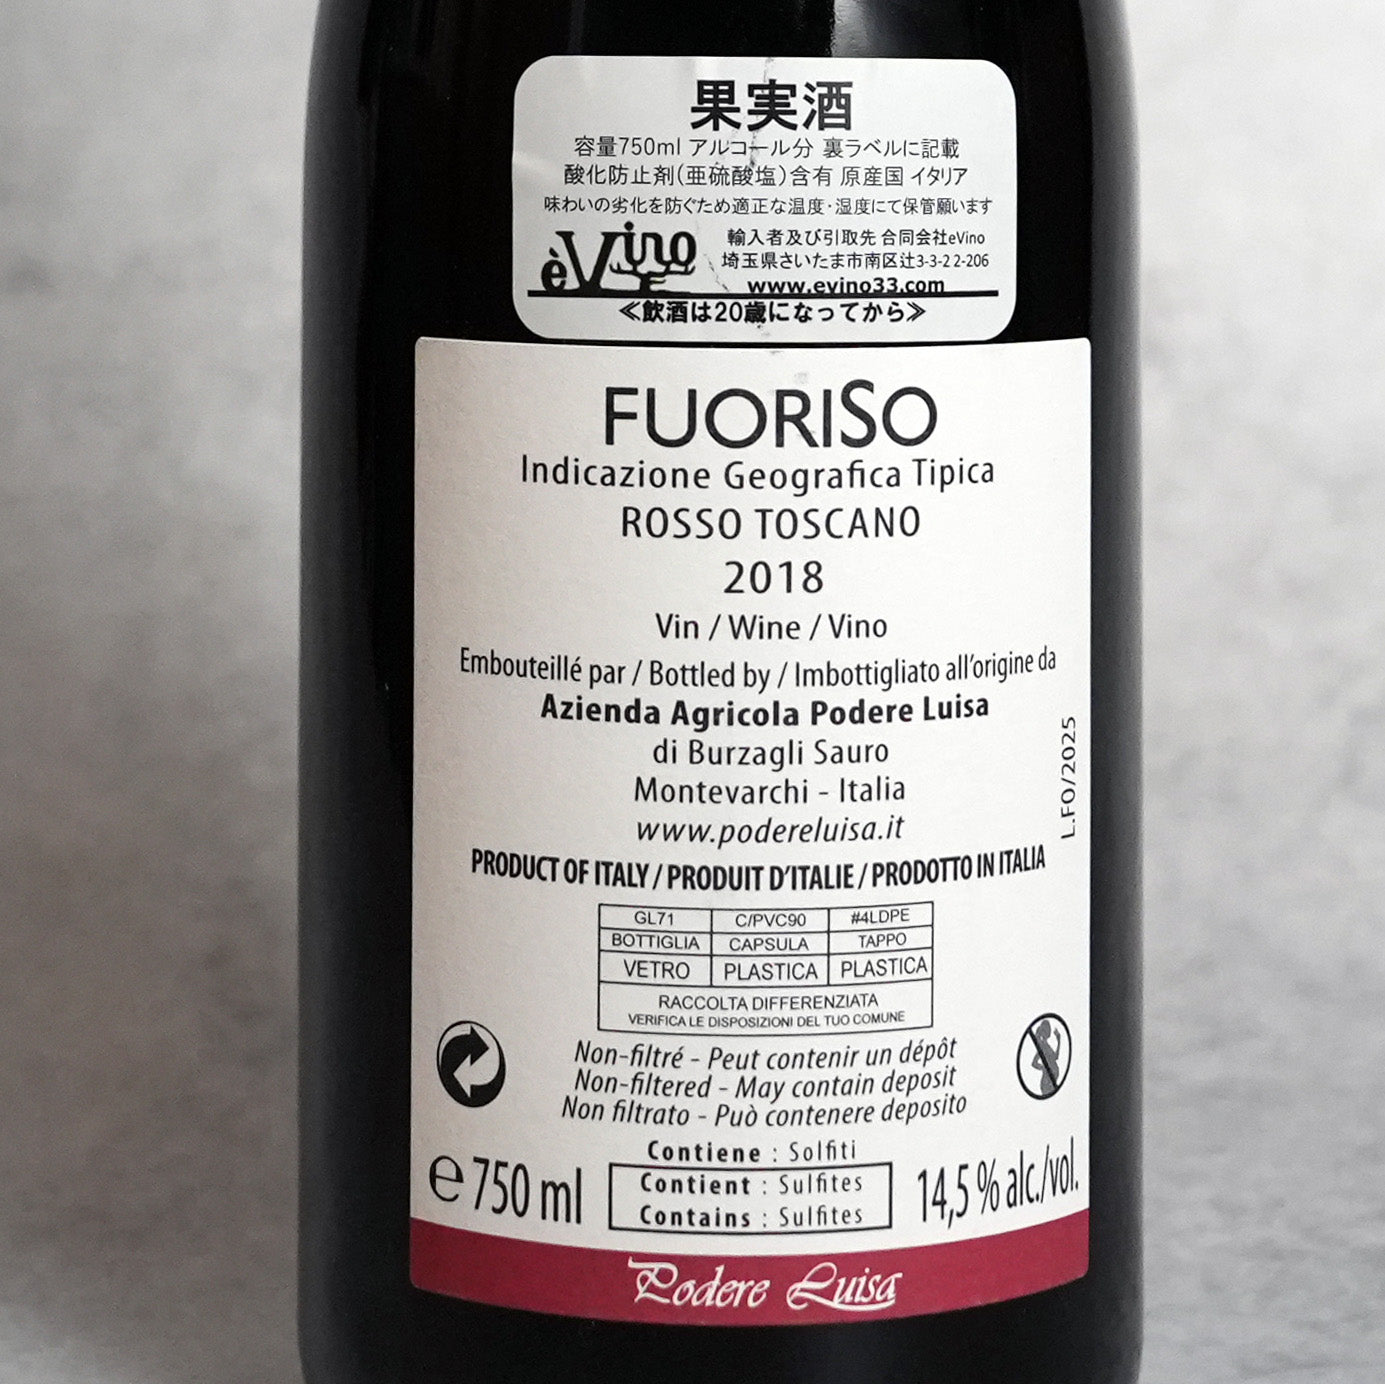 果実酒
容量750ml アルコール分 裏ラベルに記載
酸化防止剤(亜硫酸塩)含有 原産国 イタリア
味わいの劣化を防ぐため適正な温度・湿度にて保管願います
èVino
輸入者及び引取先 合同会社eVino
埼玉県さいたま市南区辻3-3-2 2-206
www.evino33.com
≪飲酒は20歳になってから≫
FUORISO
Indicazione Geografica Tipica
ROSSO TOSCANO
2018
Vin / Wine / Vino
Embouteillé par / Bottled by / Imbottigliato all'origine da
Azienda Agricola Podere Luisa
di Burzagli Sauro
Montevarchi - Italia
www.podereluisa.it
L.FO/2025
PRODUCT OF ITALY / PRODUIT D'ITALIE / PRODOTTO IN ITALIA
GL71 C/PVC90 #4LDPE
BOTTIGLIA CAPSULA TAPPO
VETRO PLASTICA PLASTICA
RACCOLTA DIFFERENZIATA
VERIFICA LE DISPOSIZIONI DEL TUO COMUNE
Non-filtré - Peut contenir un dépôt
Non-filtered - May contain deposit
Non filtrato - Può contenere deposito
Contiene : Solfiti
Contient : Sulfites
Contains : Sulfites
℮ 750 ml
14,5 % alc./vol.
Podere Luisa